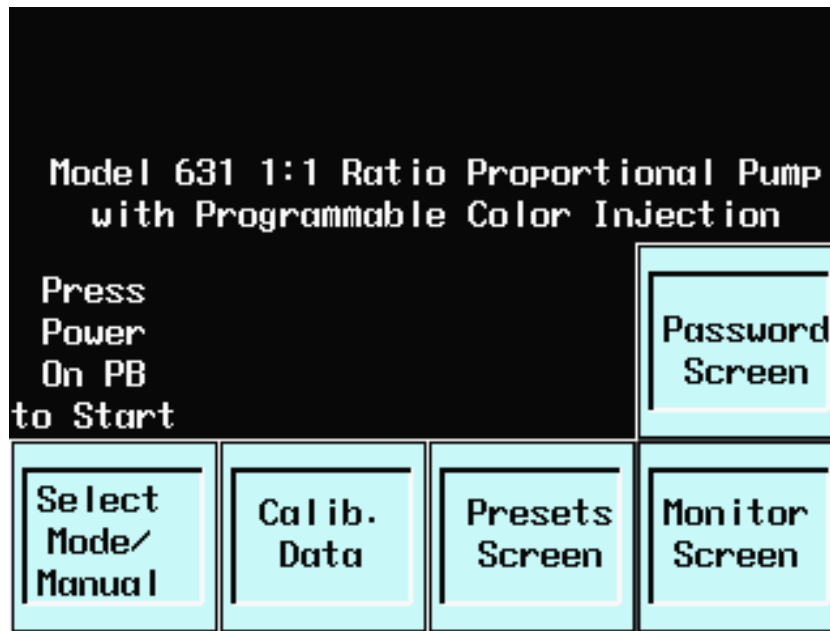 Model 631 1:1 Ratio Proportional Pump
with Programmable Color Injection
Press
Power
On PB
to Start
Password
Screen
Select
Mode/
Manual
Calib.
Data
Presets
Screen
Monitor
Screen